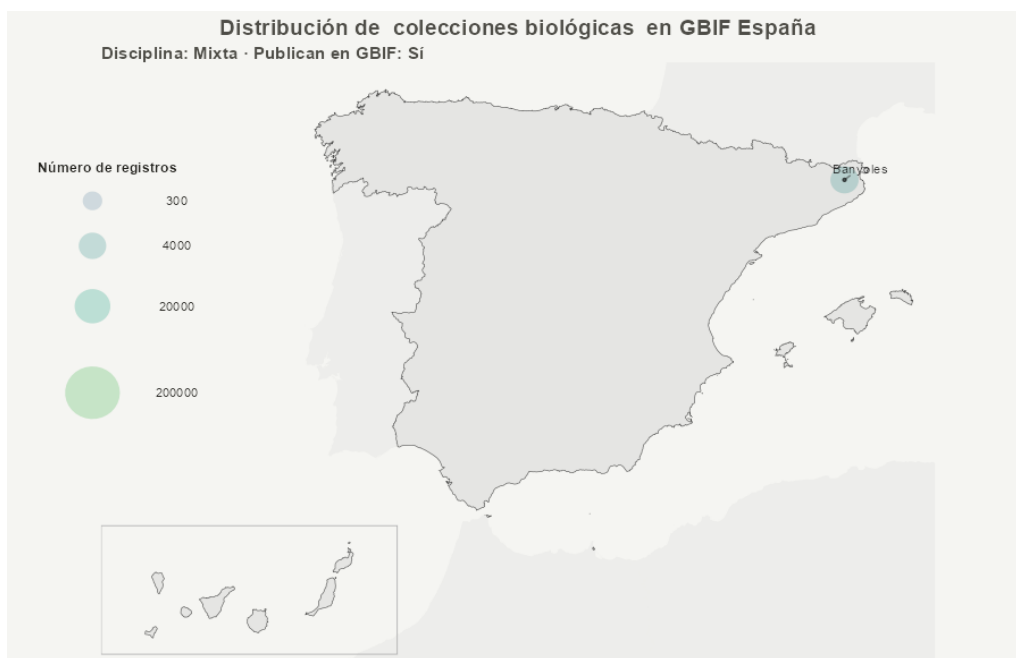 Distribución de colecciones biológicas en GBIF España
Disciplina: Mixta · Publican en GBIF: Sí
Número de registros
300
4000
20000
200000
Banyoles